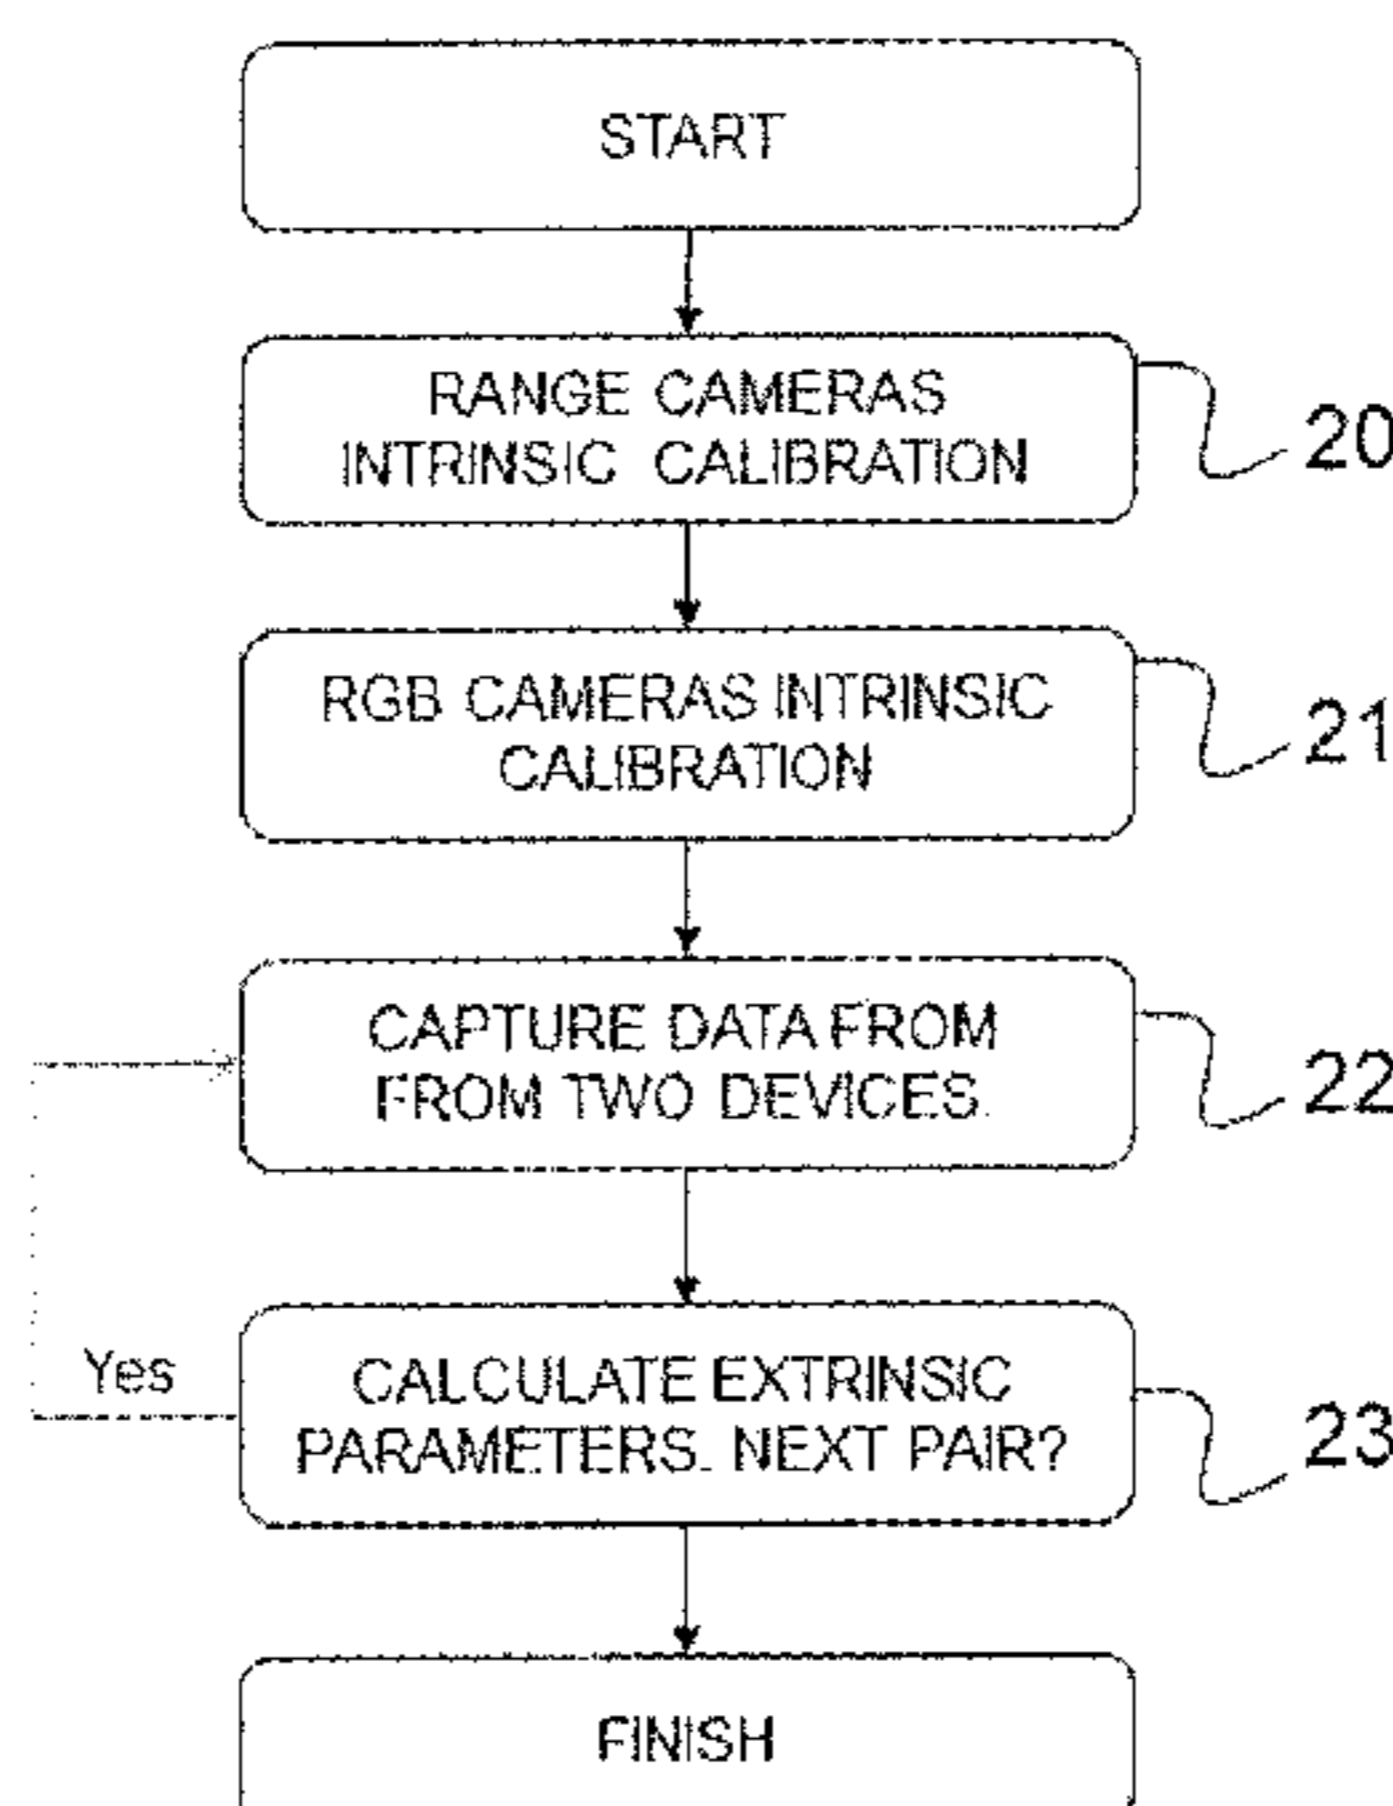 START
RANGE CAMERAS
INTRINSIC CALIBRATION
20
RGB CAMERAS INTRINSIC
CALIBRATION
21
CAPTURE DATA FROM
FROM TWO DEVICES.
22
Yes
CALCULATE EXTRINSIC
PARAMETERS. NEXT PAIR?
23
FINISH